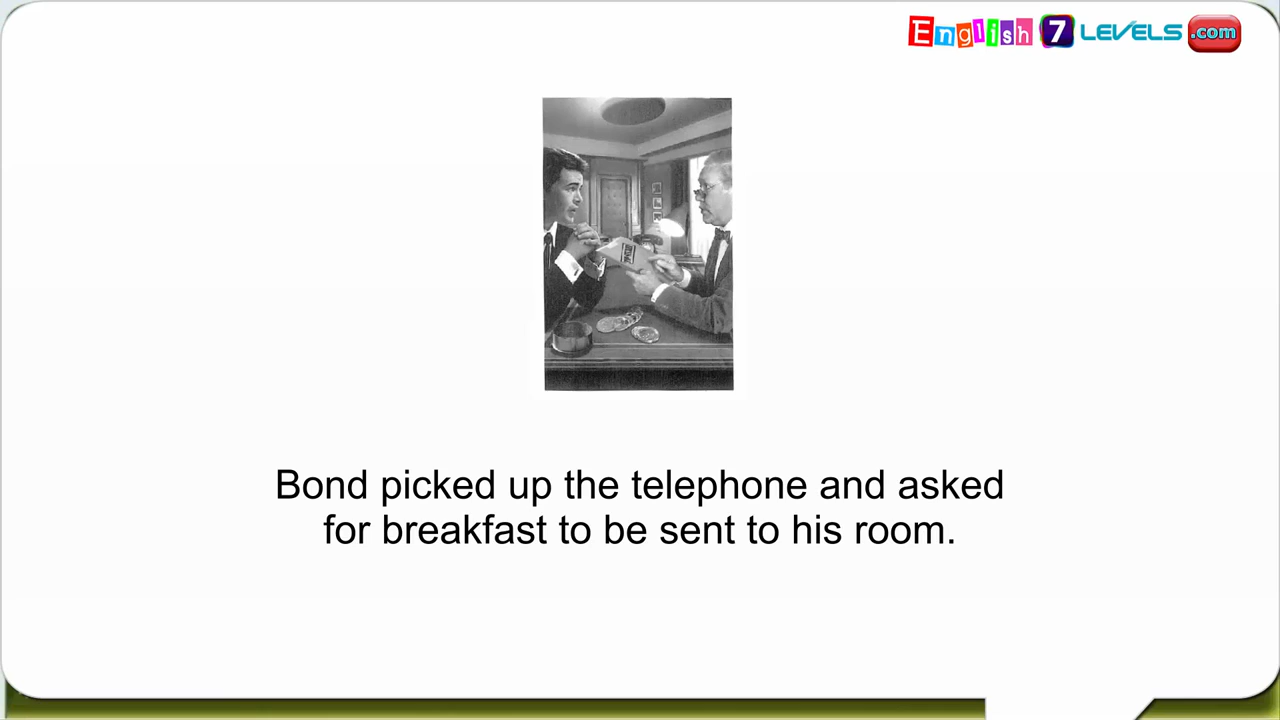 English 7 LEVELS .com
Bond picked up the telephone and asked
for breakfast to be sent to his room.